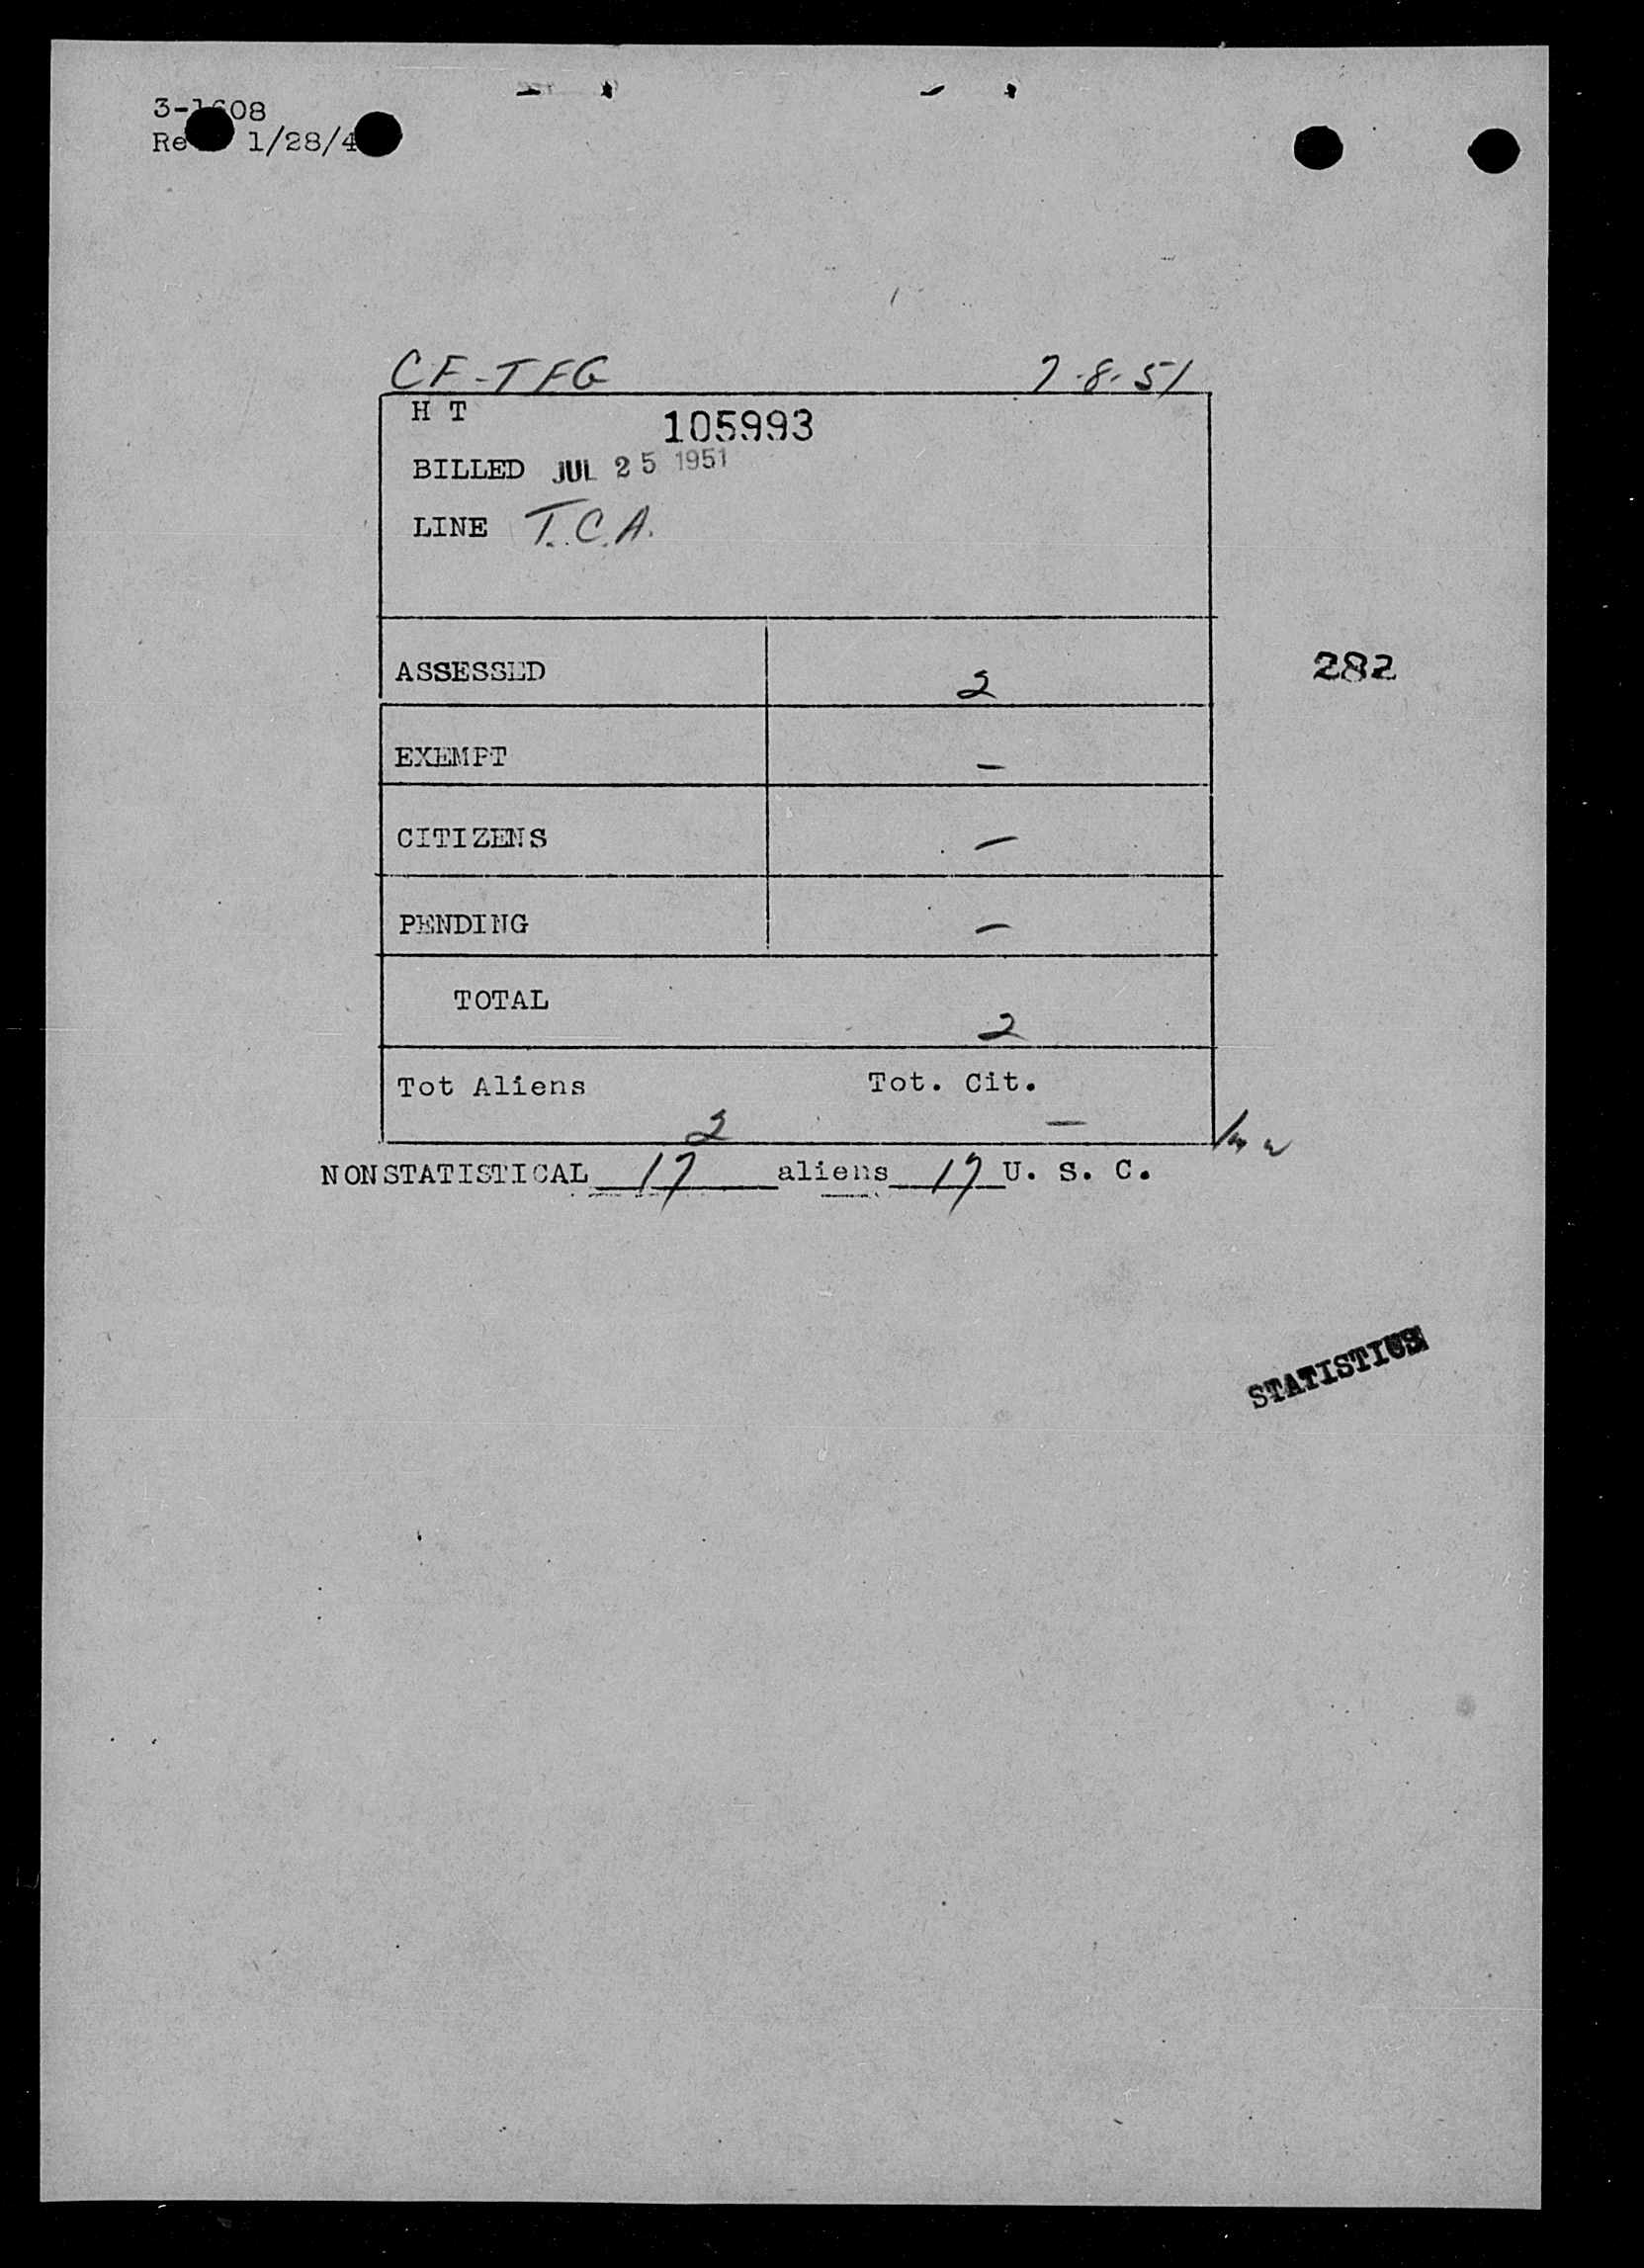 3-1608
Re 1/28/4
CF-TFG 7-8-51
H T 105993
BILLED JUL 25 1951
LINE T.C.A.
ASSESSED 2
282
EXEMPT –
CITIZENS –
PENDING –
TOTAL 2
Tot Aliens 2 Tot. Cit. –
NONSTATISTICAL 17 aliens 17 U. S. C.
STATISTICS